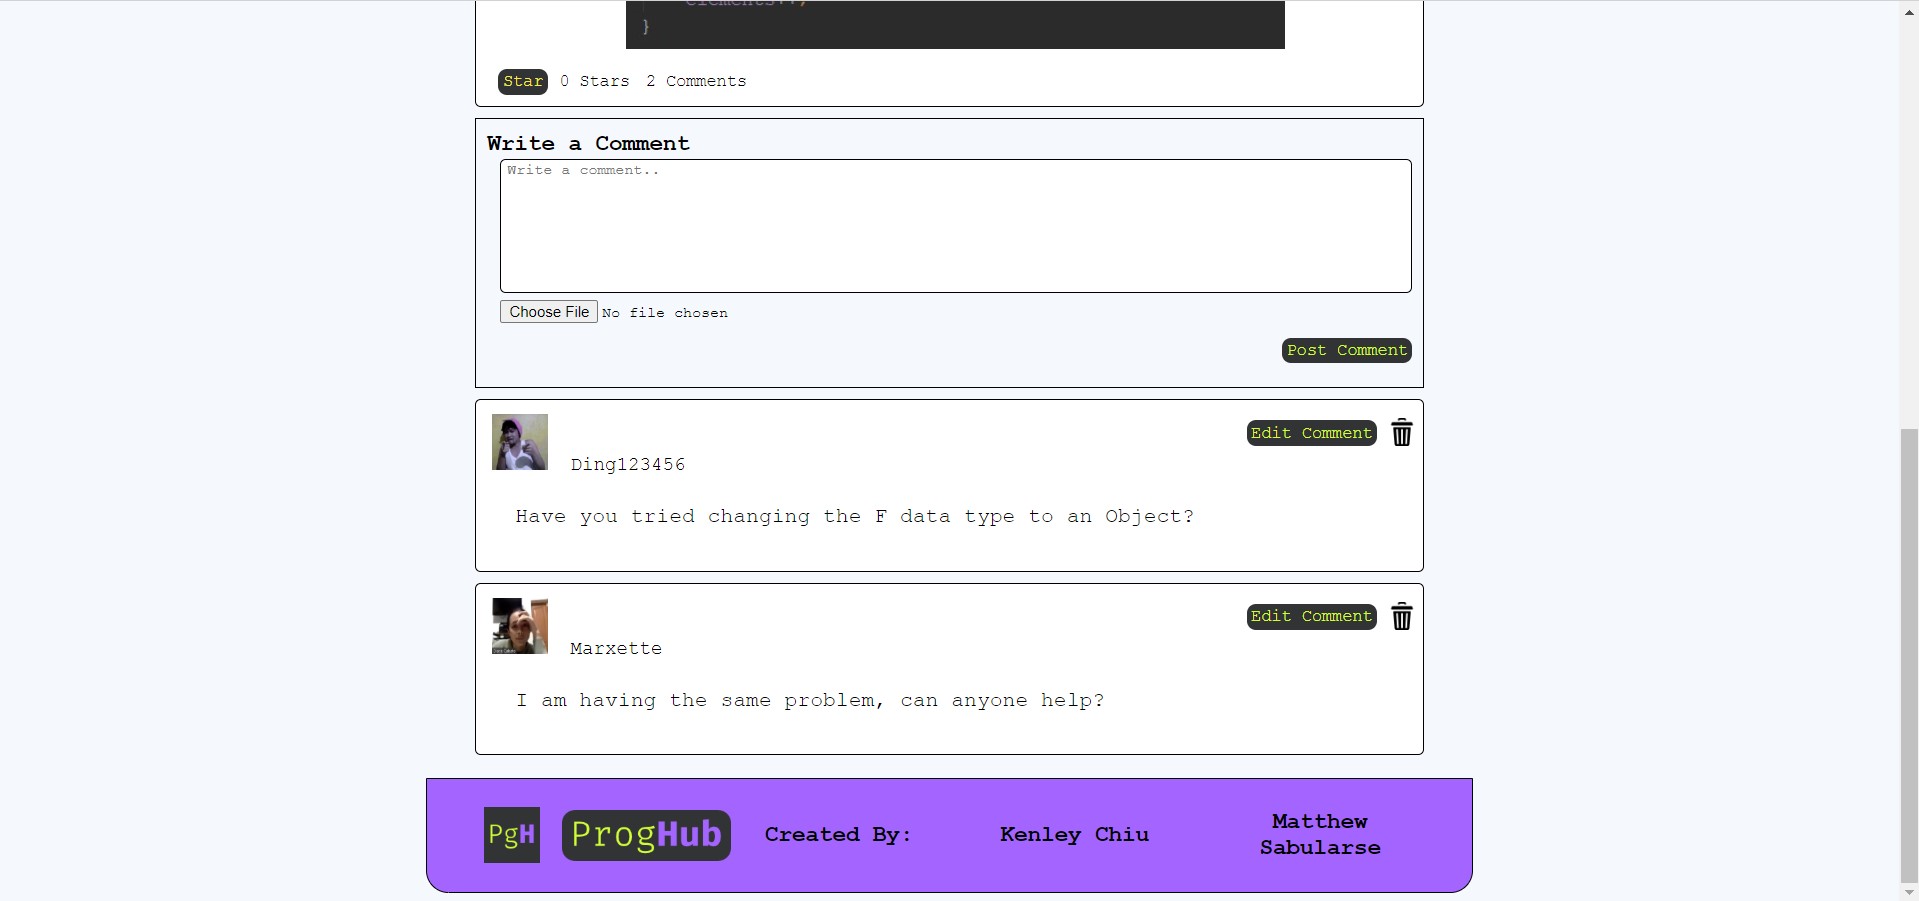 elements++;
}
Star 0 Stars 2 Comments
Write a Comment
Write a comment..
Choose File No file chosen
Post Comment
Edit Comment
Ding123456
Have you tried changing the F data type to an Object?
Edit Comment
Marxette
I am having the same problem, can anyone help?
PgH ProgHub Created By: Kenley Chiu Matthew
Sabularse